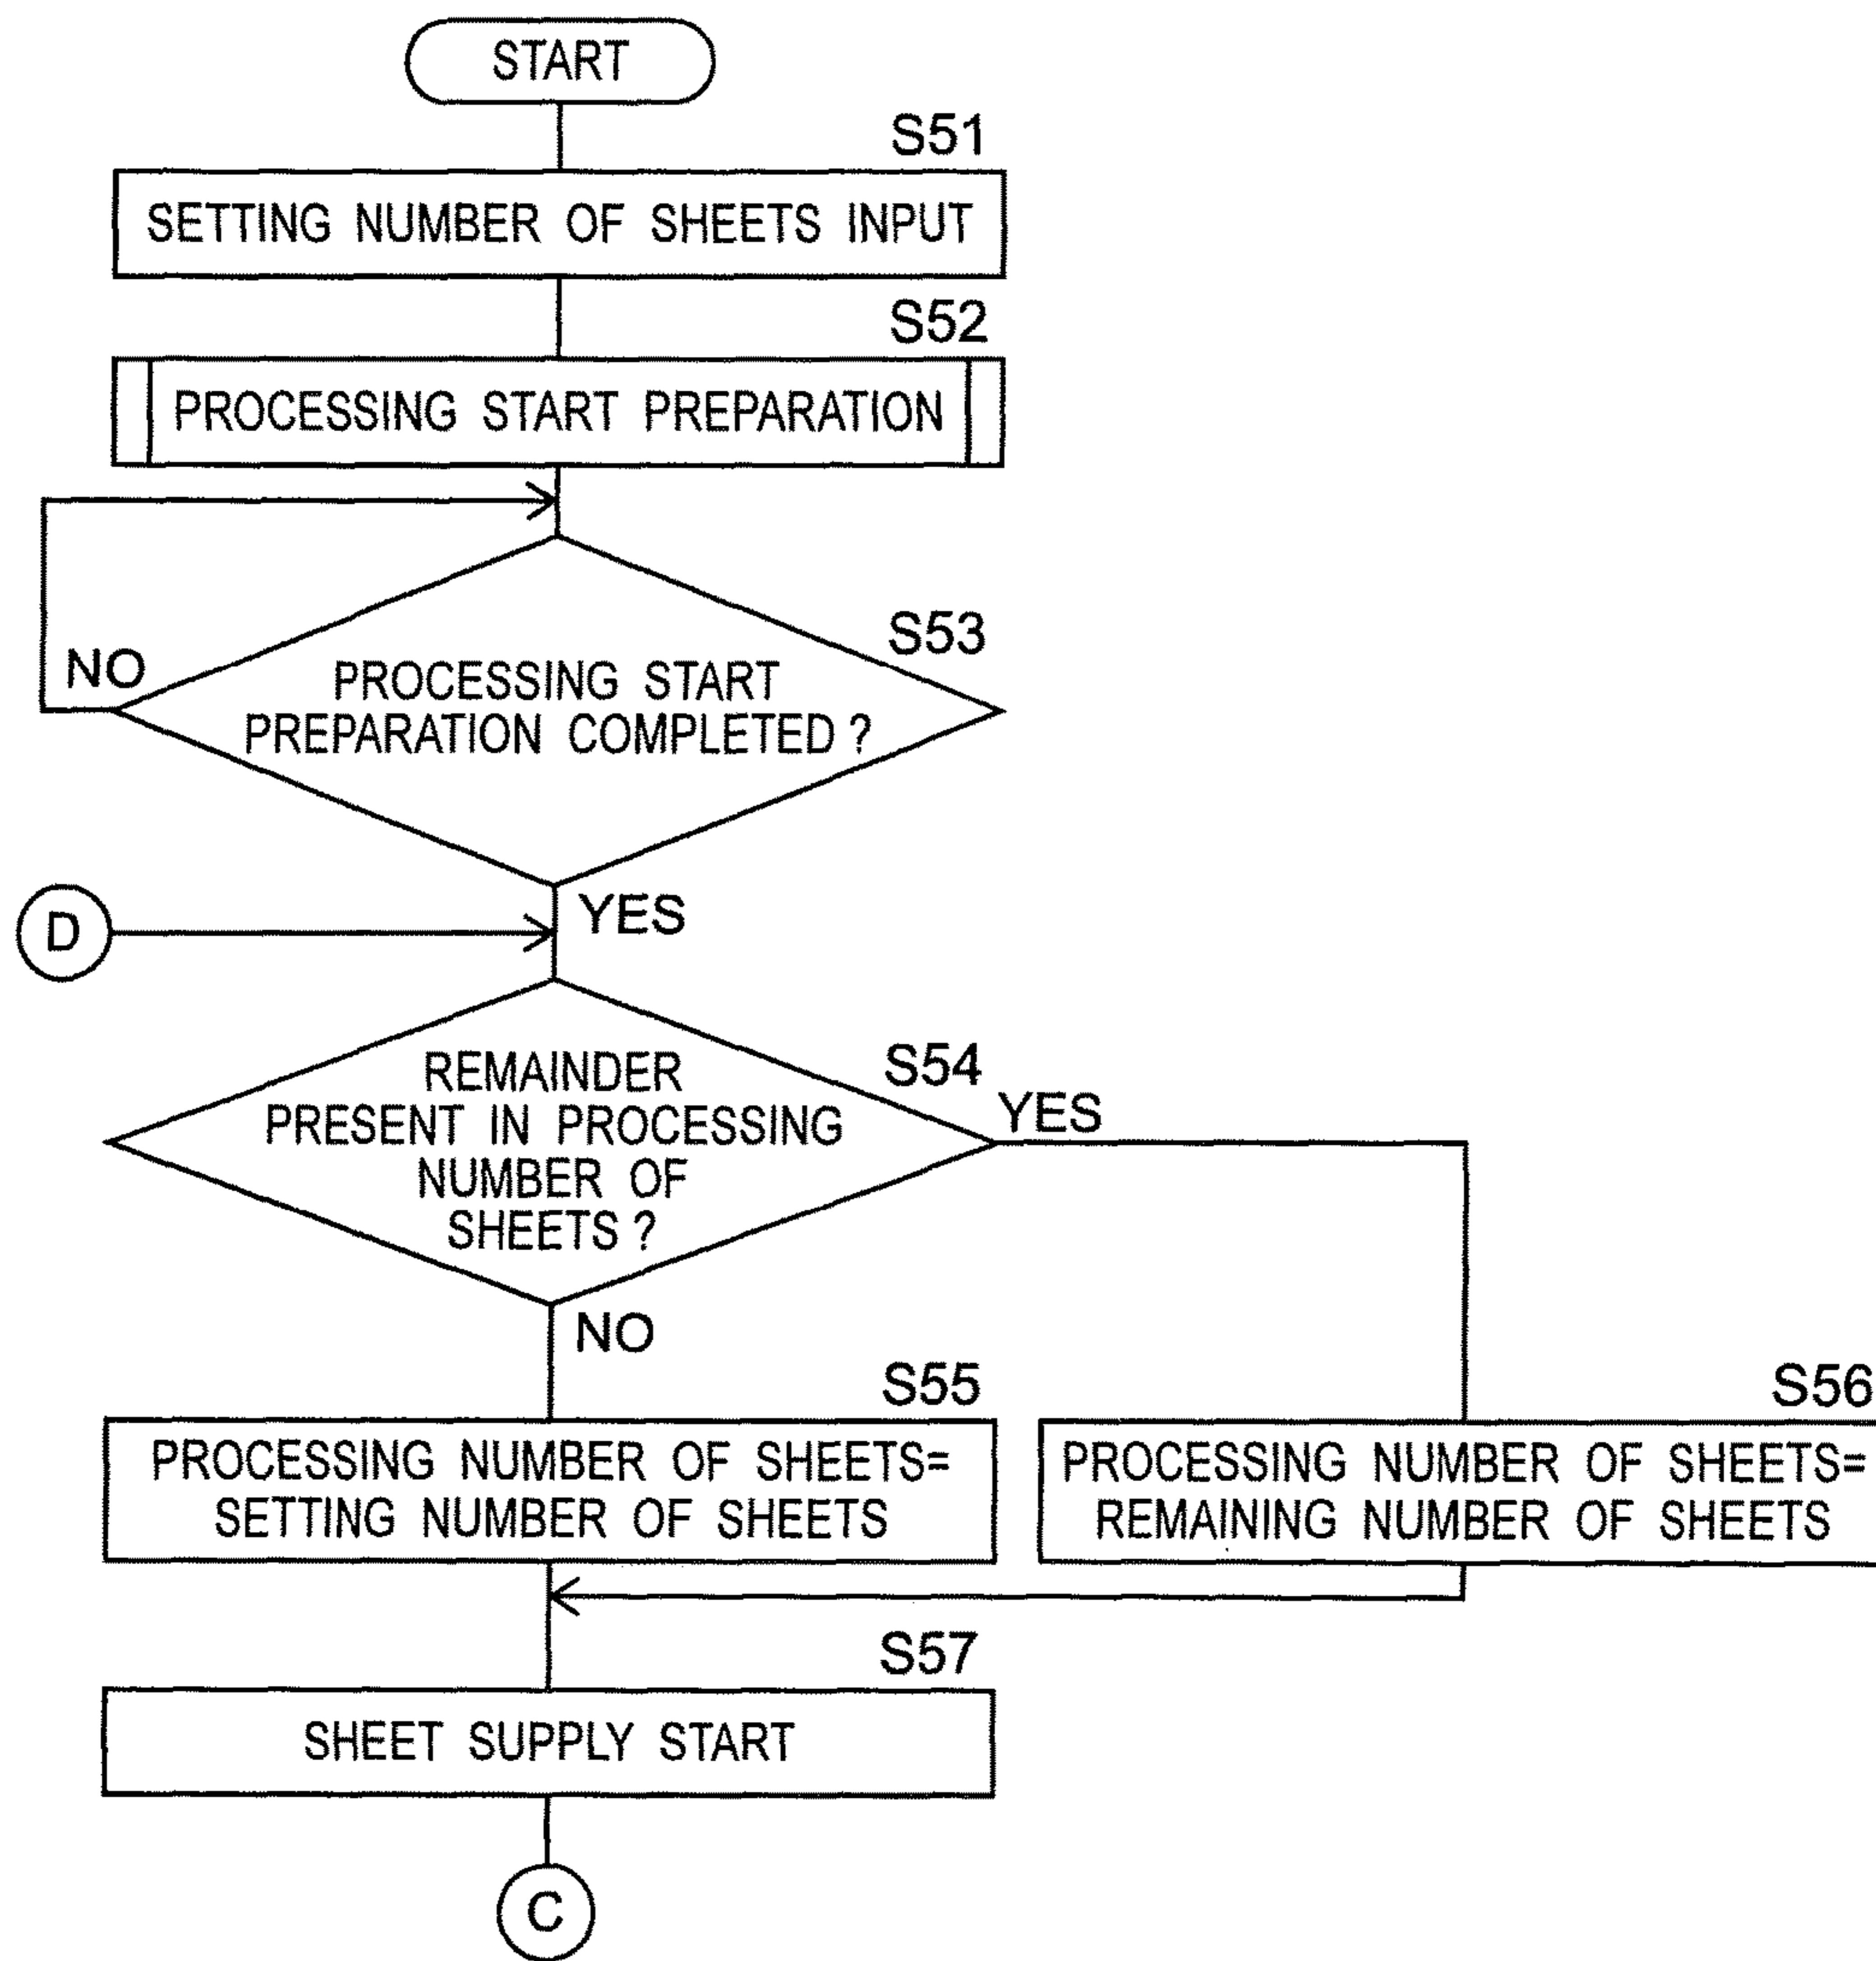 START
S51
SETTING NUMBER OF SHEETS INPUT
S52
PROCESSING START PREPARATION
S53
NO
PROCESSING START
PREPARATION COMPLETED ?
YES
D
S54
REMAINDER
PRESENT IN PROCESSING
NUMBER OF
SHEETS ?
YES
NO
S55
PROCESSING NUMBER OF SHEETS=
SETTING NUMBER OF SHEETS
S56
PROCESSING NUMBER OF SHEETS=
REMAINING NUMBER OF SHEETS
S57
SHEET SUPPLY START
C